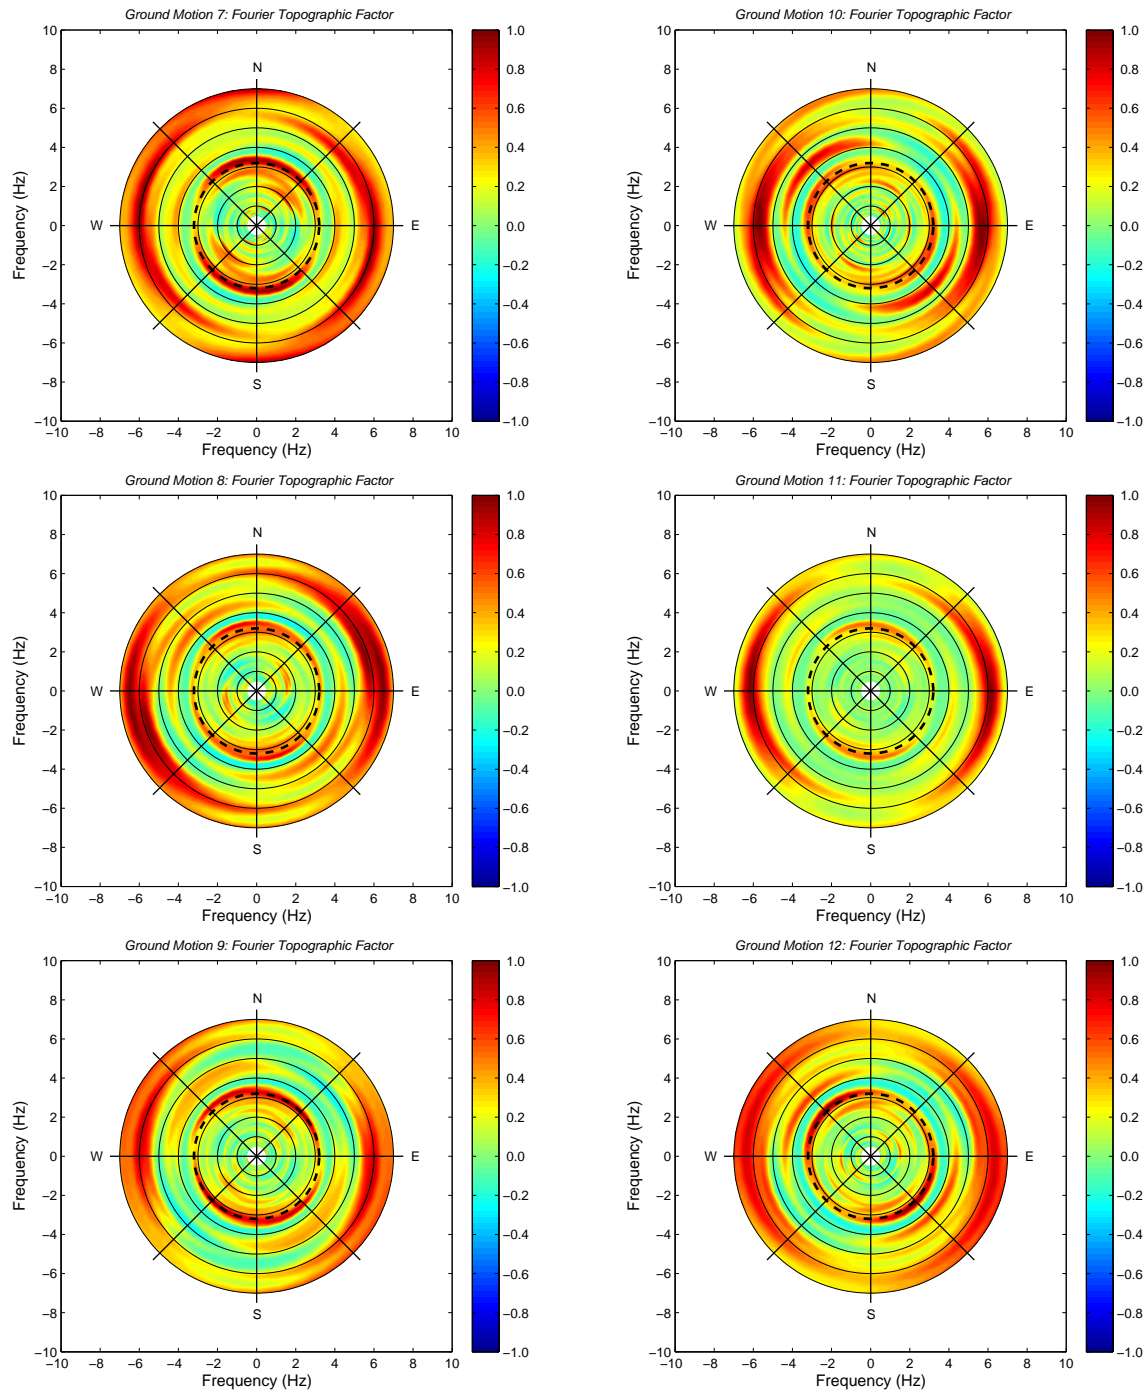 Ground Motion 7: Fourier Topographic Factor
10
8
6
4
2
0
−2
−4
−6
−8
−10
Frequency (Hz)
N
W
E
S
−10 −8 −6 −4 −2 0 2 4 6 8 10
Frequency (Hz)
1.0
0.8
0.6
0.4
0.2
0.0
−0.2
−0.4
−0.6
−0.8
−1.0
Ground Motion 10: Fourier Topographic Factor
10
8
6
4
2
0
−2
−4
−6
−8
−10
Frequency (Hz)
N
W
E
S
−10 −8 −6 −4 −2 0 2 4 6 8 10
Frequency (Hz)
1.0
0.8
0.6
0.4
0.2
0.0
−0.2
−0.4
−0.6
−0.8
−1.0
Ground Motion 8: Fourier Topographic Factor
10
8
6
4
2
0
−2
−4
−6
−8
−10
Frequency (Hz)
N
W
E
S
−10 −8 −6 −4 −2 0 2 4 6 8 10
Frequency (Hz)
1.0
0.8
0.6
0.4
0.2
0.0
−0.2
−0.4
−0.6
−0.8
−1.0
Ground Motion 11: Fourier Topographic Factor
10
8
6
4
2
0
−2
−4
−6
−8
−10
Frequency (Hz)
N
W
E
S
−10 −8 −6 −4 −2 0 2 4 6 8 10
Frequency (Hz)
1.0
0.8
0.6
0.4
0.2
0.0
−0.2
−0.4
−0.6
−0.8
−1.0
Ground Motion 9: Fourier Topographic Factor
10
8
6
4
2
0
−2
−4
−6
−8
−10
Frequency (Hz)
N
W
E
S
−10 −8 −6 −4 −2 0 2 4 6 8 10
Frequency (Hz)
1.0
0.8
0.6
0.4
0.2
0.0
−0.2
−0.4
−0.6
−0.8
−1.0
Ground Motion 12: Fourier Topographic Factor
10
8
6
4
2
0
−2
−4
−6
−8
−10
Frequency (Hz)
N
W
E
S
−10 −8 −6 −4 −2 0 2 4 6 8 10
Frequency (Hz)
1.0
0.8
0.6
0.4
0.2
0.0
−0.2
−0.4
−0.6
−0.8
−1.0